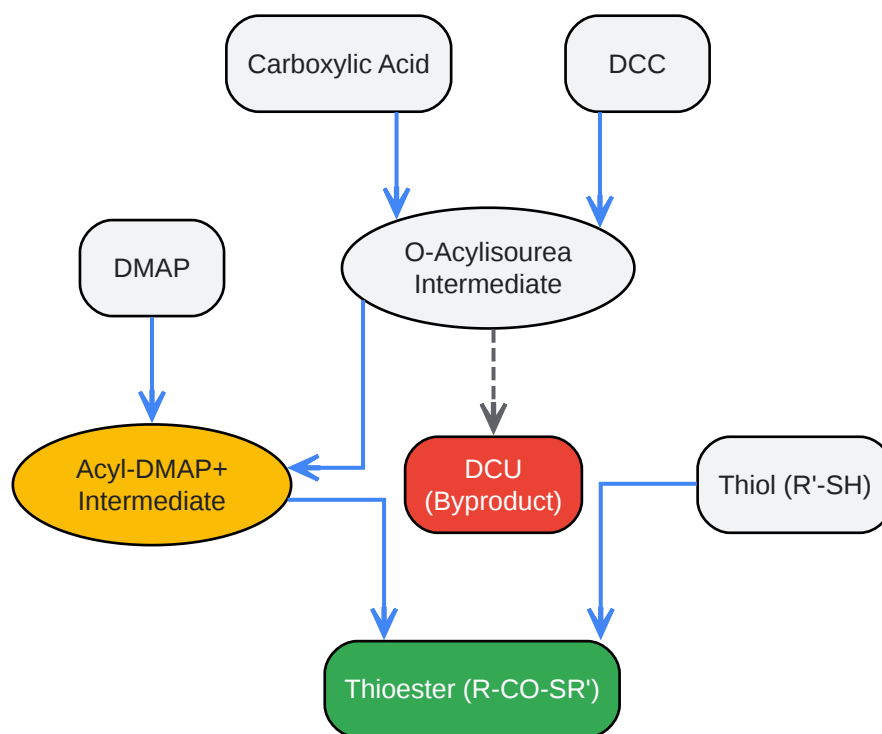 Carboxylic Acid
DCC
O-Acylisourea
Intermediate
DMAP
Acyl-DMAP+
Intermediate
DCU
(Byproduct)
Thiol (R'-SH)
Thioester (R-CO-SR')